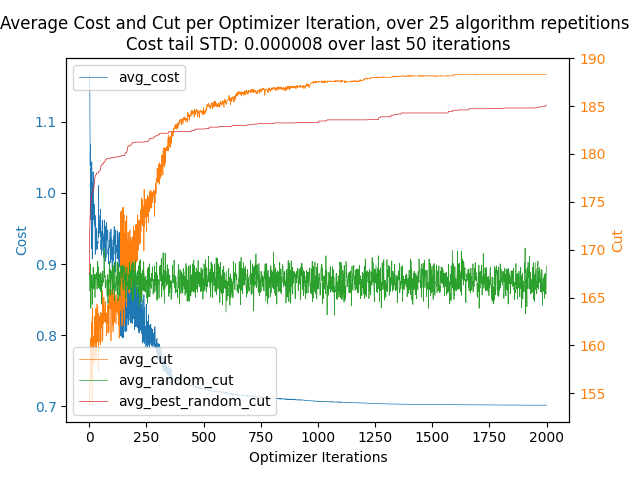 Average Cost and Cut per Optimizer Iteration, over 25 algorithm repetitions
Cost tail STD: 0.000008 over last 50 iterations
avg_cost
190
185
180
175
170
165
160
155
Cut
1.1
1.0
0.9
0.8
0.7
Cost
avg_cut
avg_random_cut
avg_best_random_cut
0 250 500 750 1000 1250 1500 1750 2000
Optimizer Iterations